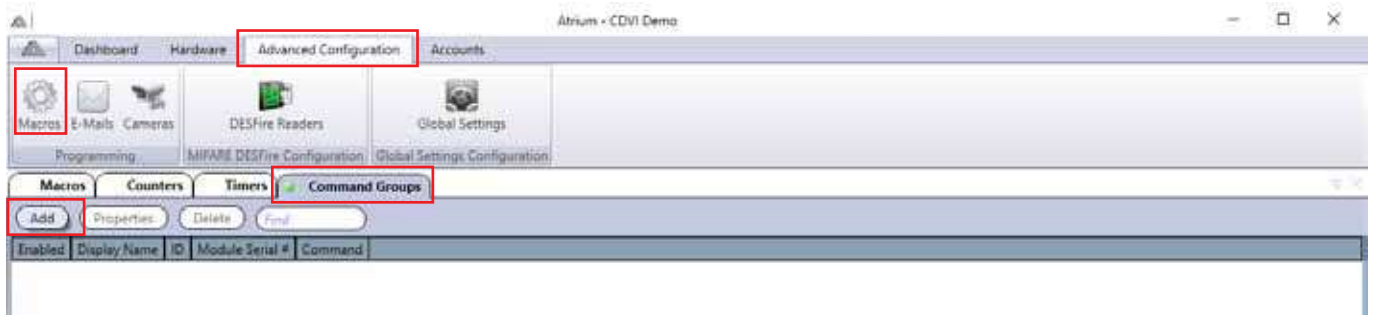 Atrium - CDVI Demo
Dashboard Hardware Advanced Configuration Accounts
Macros E-Mails Cameras DESFire Readers Global Settings
Programming MIFARE DESFire Configuration Global Settings Configuration
Macros Counters Timers Command Groups
Add Properties Delete Find
Enabled Display Name ID Module Serial # Command